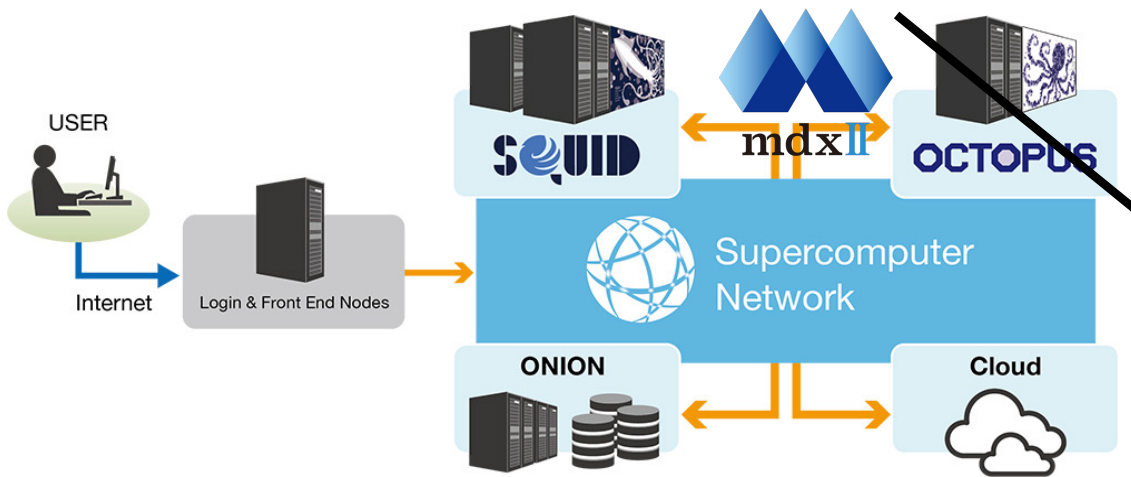 USER
Internet
Login & Front End Nodes
SQUID
mdxⅡ
OCTOPUS
Supercomputer
Network
ONION
Cloud